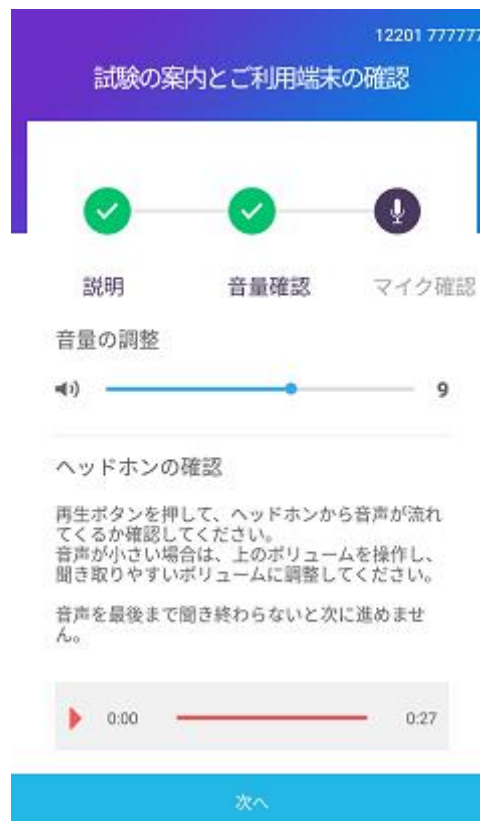 12201 777777
試験の案内とご利用端末の確認
説明
音量確認
マイク確認
音量の調整
9
ヘッドホンの確認
再生ボタンを押して、ヘッドホンから音声が流れ
てくるか確認してください。
音声が小さい場合は、上のボリュームを操作し、
聞き取りやすいボリュームに調整してください。
音声を最後まで聞き終わらないと次に進めませ
ん。
0:00
0:27
次へ